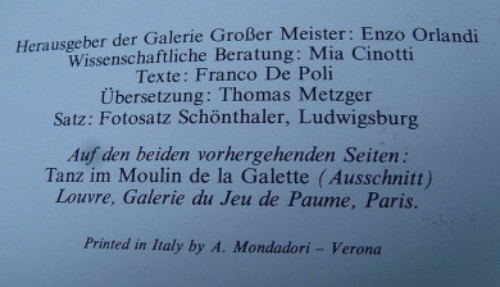 Herausgeber der Galerie Großer Meister: Enzo Orlandi
Wissenschaftliche Beratung: Mia Cinotti
Texte: Franco De Poli
Übersetzung: Thomas Metzger
Satz: Fotosatz Schönthaler, Ludwigsburg
Auf den beiden vorhergehenden Seiten:
Tanz im Moulin de la Galette (Ausschnitt)
Louvre, Galerie du Jeu de Paume, Paris.
Printed in Italy by A. Mondadori – Verona